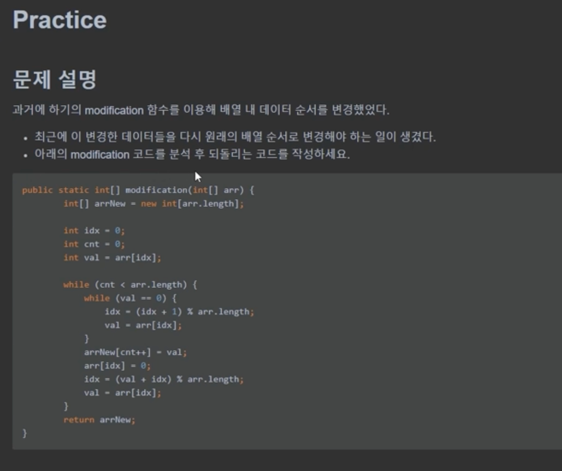 Practice
문제 설명
과거에 하기의 modification 함수를 이용해 배열 내 데이터 순서를 변경했었다.
• 최근에 이 변경한 데이터들을 다시 원래의 배열 순서로 변경해야 하는 일이 생겼다.
• 아래의 modification 코드를 분석 후 되돌리는 코드를 작성하세요.
public static int[] modification(int[] arr) {
int[] arrNew = new int[arr.length];
int idx = 0;
int cnt = 0;
int val = arr[idx];
while (cnt < arr.length) {
while (val == 0) {
idx = (idx + 1) % arr.length;
val = arr[idx];
}
arrNew[cnt++] = val;
arr[idx] = 0;
idx = (val + idx) % arr.length;
val = arr[idx];
}
return arrNew;
}